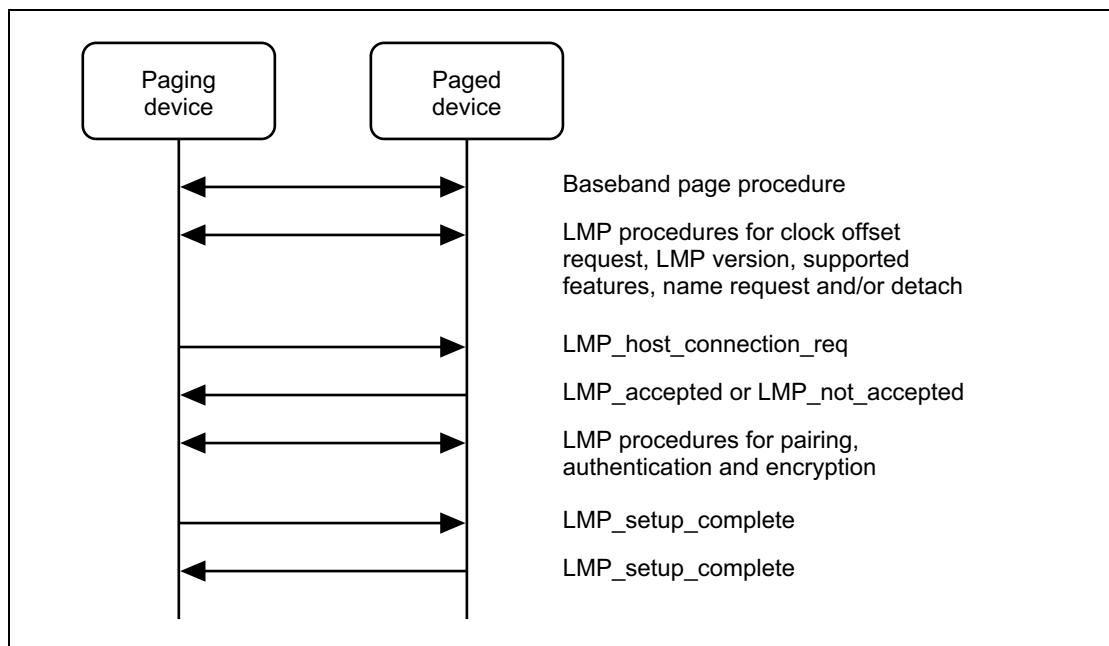 Paging
device
Paged
device
Baseband page procedure
LMP procedures for clock offset
request, LMP version, supported
features, name request and/or detach
LMP_host_connection_req
LMP_accepted or LMP_not_accepted
LMP procedures for pairing,
authentication and encryption
LMP_setup_complete
LMP_setup_complete